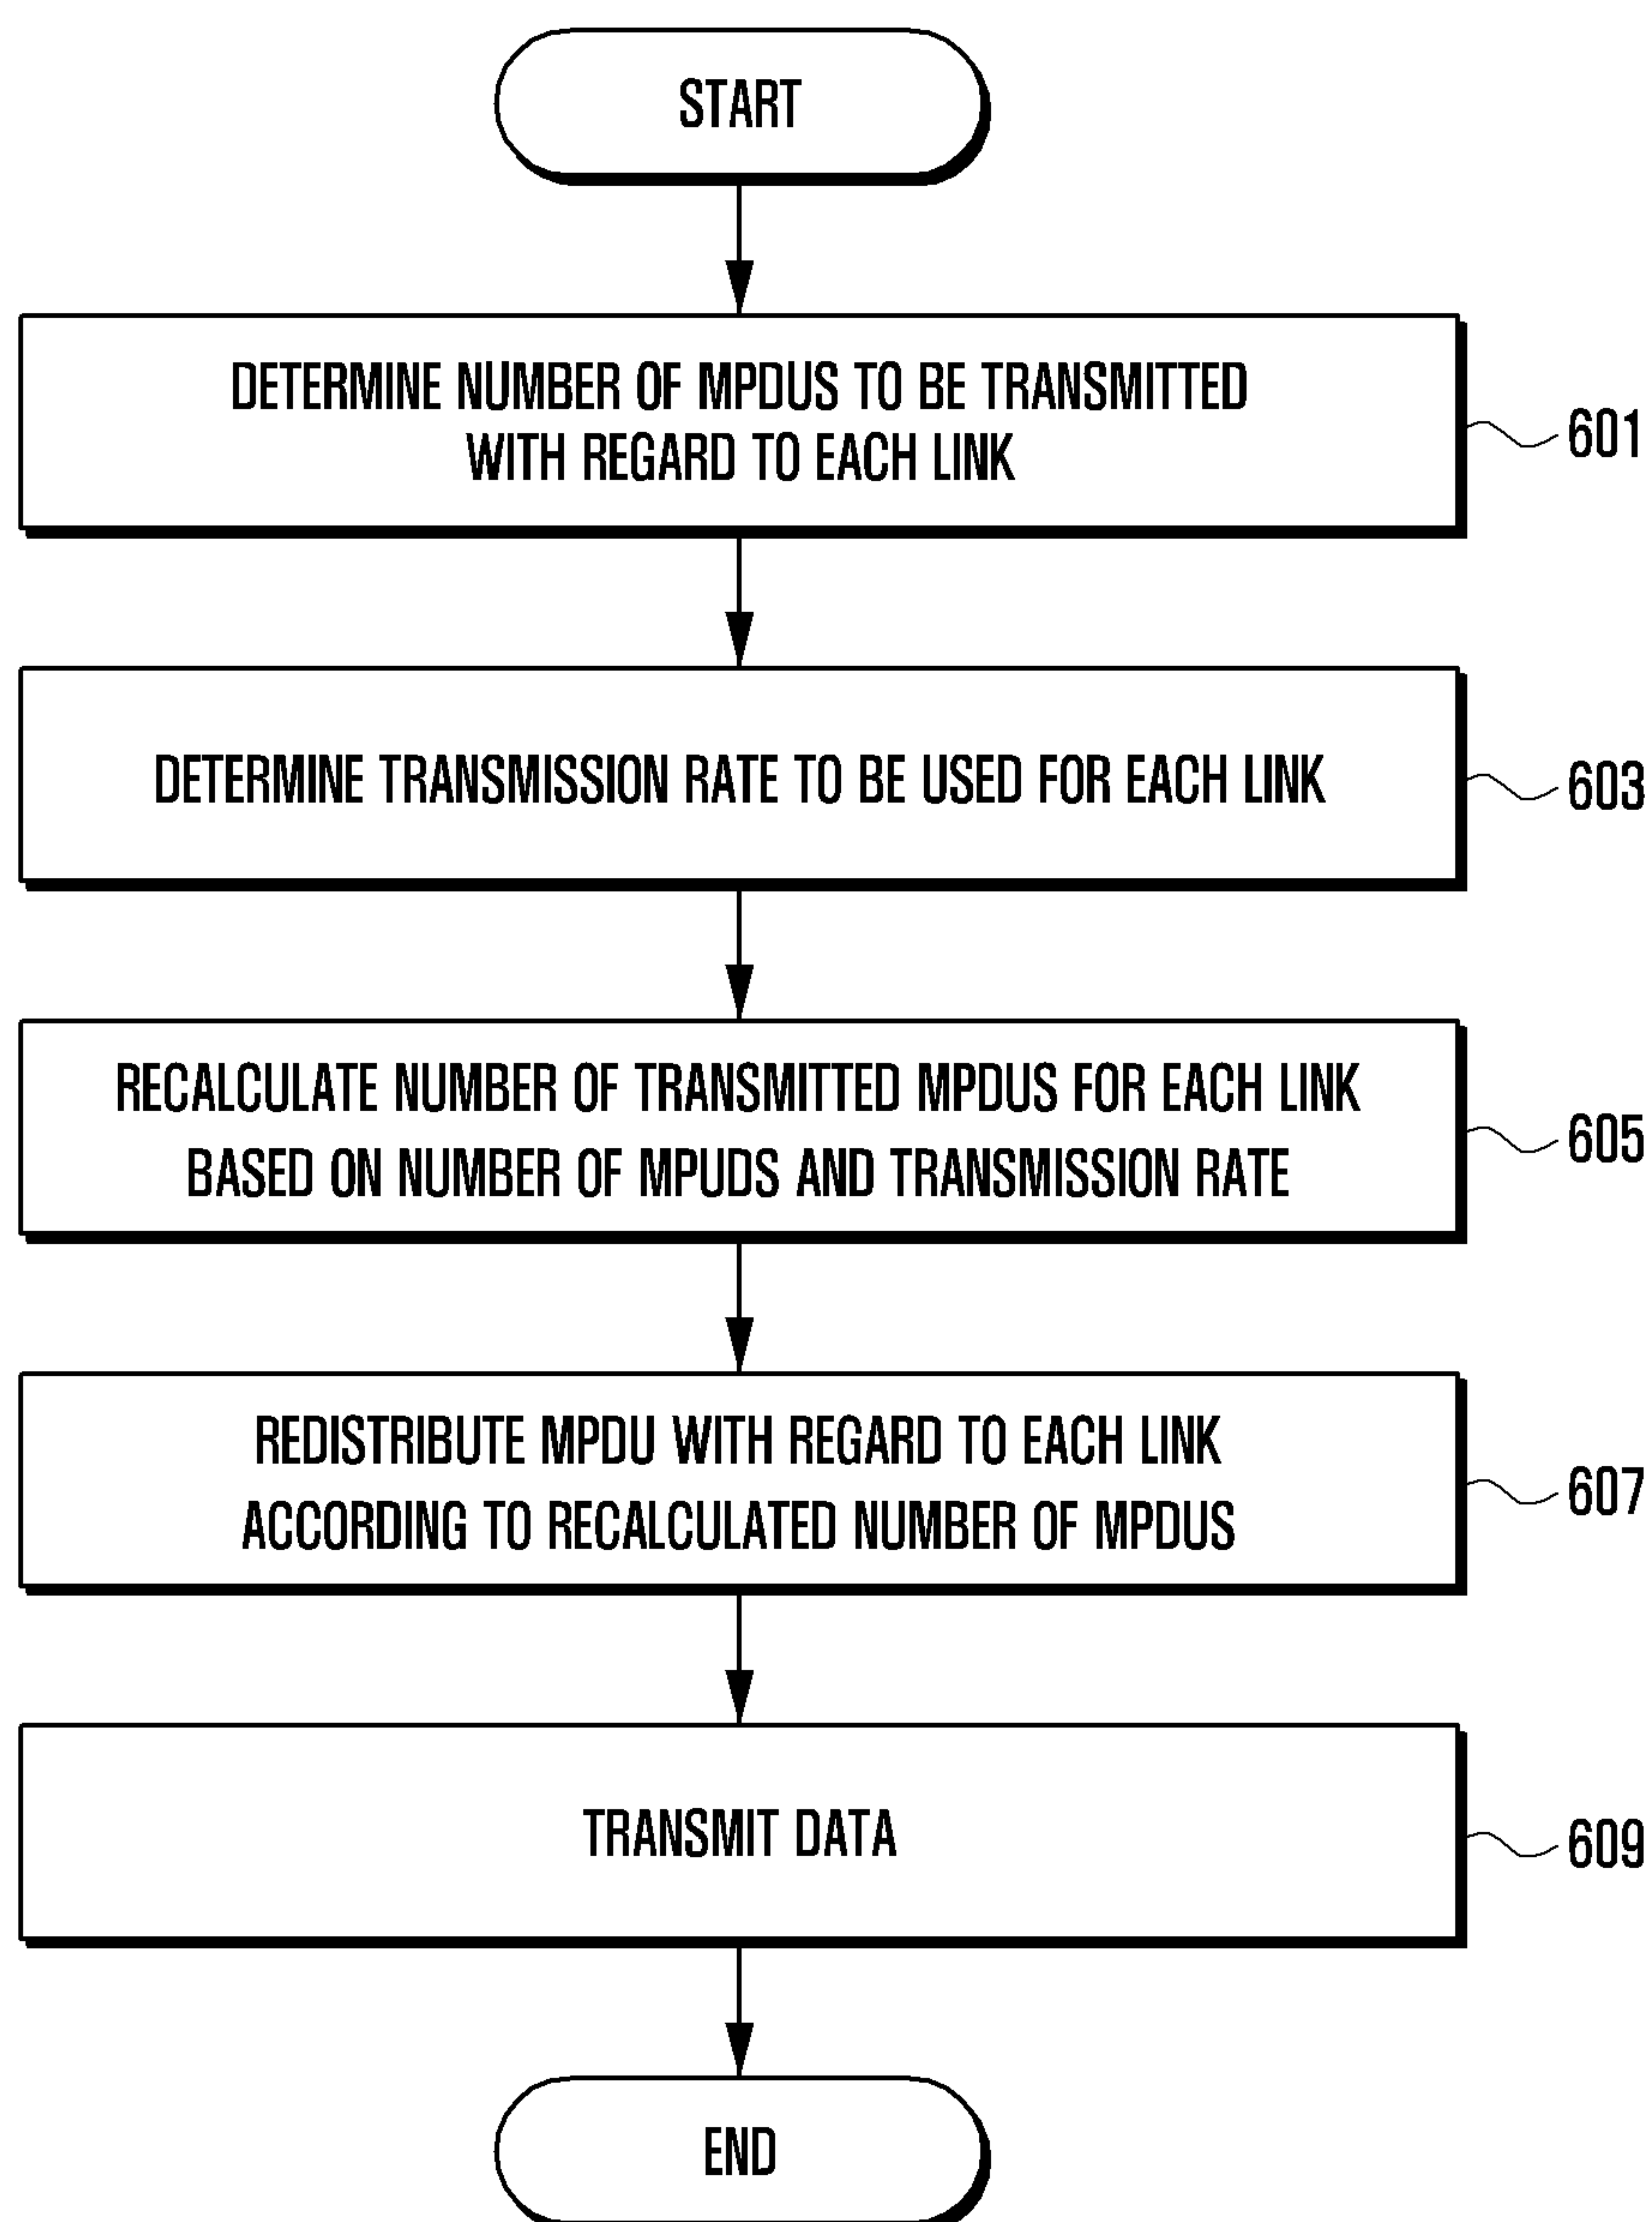 START
DETERMINE NUMBER OF MPDUS TO BE TRANSMITTED
WITH REGARD TO EACH LINK
601
DETERMINE TRANSMISSION RATE TO BE USED FOR EACH LINK
603
RECALCULATE NUMBER OF TRANSMITTED MPDUS FOR EACH LINK
BASED ON NUMBER OF MPUDS AND TRANSMISSION RATE
605
REDISTRIBUTE MPDU WITH REGARD TO EACH LINK
ACCORDING TO RECALCULATED NUMBER OF MPDUS
607
TRANSMIT DATA
609
END